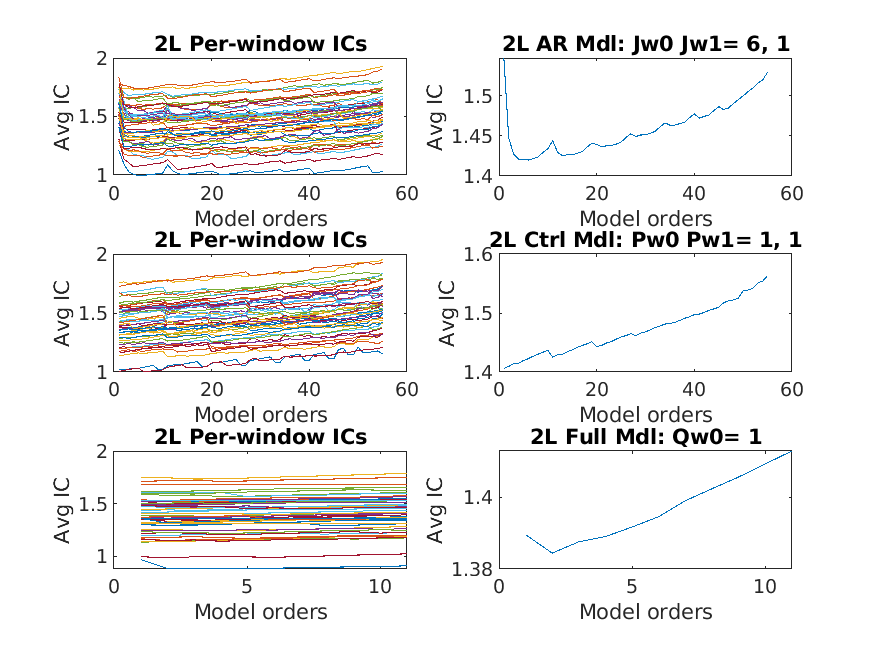 2L Per-window ICs
2
1.5
1
Avg IC
0 20 40 60
Model orders
2L AR Mdl: Jw0 Jw1= 6, 1
1.5
1.45
1.4
Avg IC
0 20 40 60
Model orders
2L Per-window ICs
2
1.5
1
Avg IC
0 20 40 60
Model orders
2L Ctrl Mdl: Pw0 Pw1= 1, 1
1.6
1.5
1.4
Avg IC
0 20 40 60
Model orders
2L Per-window ICs
2
1.5
1
Avg IC
0 5 10
Model orders
2L Full Mdl: Qw0= 1
1.4
1.38
Avg IC
0 5 10
Model orders